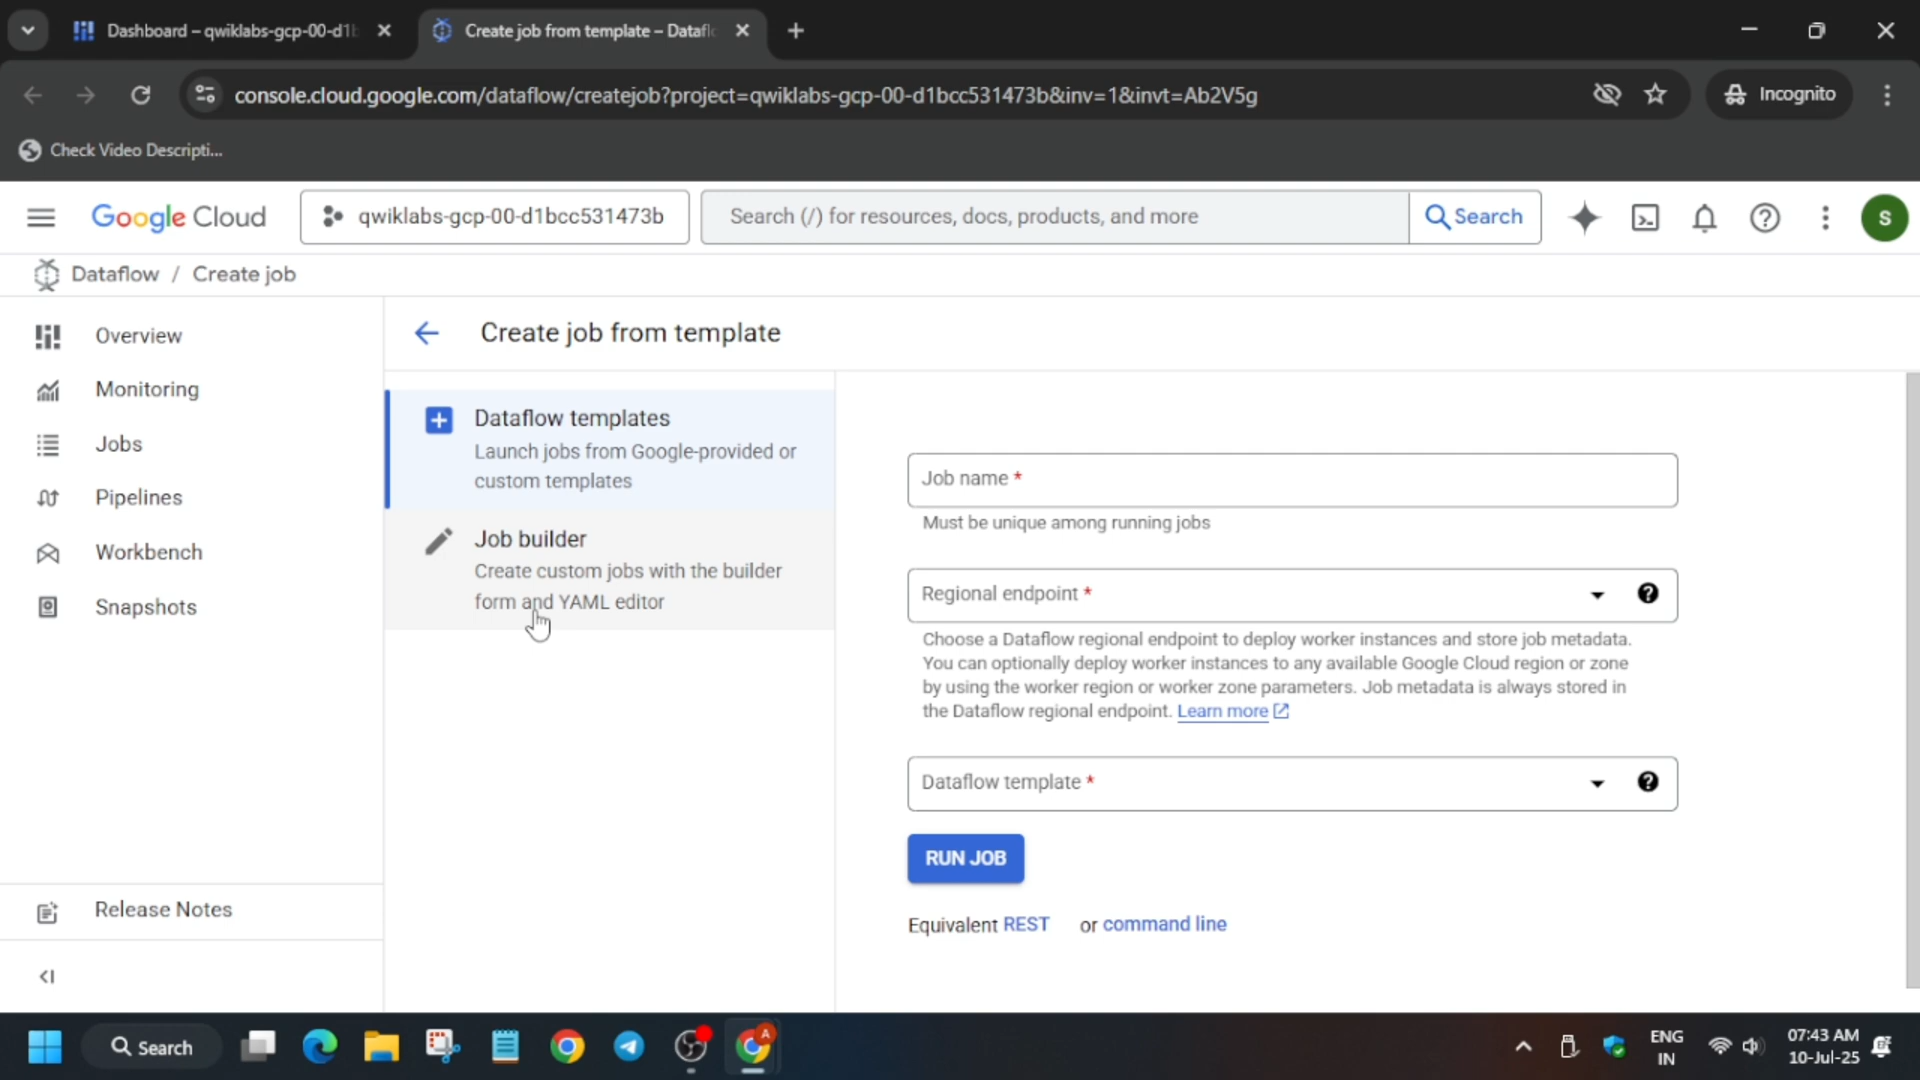 Dashboard – qwiklabs-gcp-00-d1b
Create job from template – Datafl
console.cloud.google.com/dataflow/createjob?project=qwiklabs-gcp-00-d1bcc531473b&inv=1&invt=Ab2V5g
Incognito
Check Video Descripti...
Google Cloud
qwiklabs-gcp-00-d1bcc531473b
Search (/) for resources, docs, products, and more
Search
S
Dataflow / Create job
Overview
Monitoring
Jobs
Pipelines
Workbench
Snapshots
Release Notes
Create job from template
Dataflow templates
Launch jobs from Google-provided or
custom templates
Job builder
Create custom jobs with the builder
form and YAML editor
Job name *
Must be unique among running jobs
Regional endpoint *
Choose a Dataflow regional endpoint to deploy worker instances and store job metadata.
You can optionally deploy worker instances to any available Google Cloud region or zone
by using the worker region or worker zone parameters. Job metadata is always stored in
the Dataflow regional endpoint. Learn more
Dataflow template *
RUN JOB
Equivalent REST or command line
Search
A
ENG
IN
07:43 AM
10-Jul-25